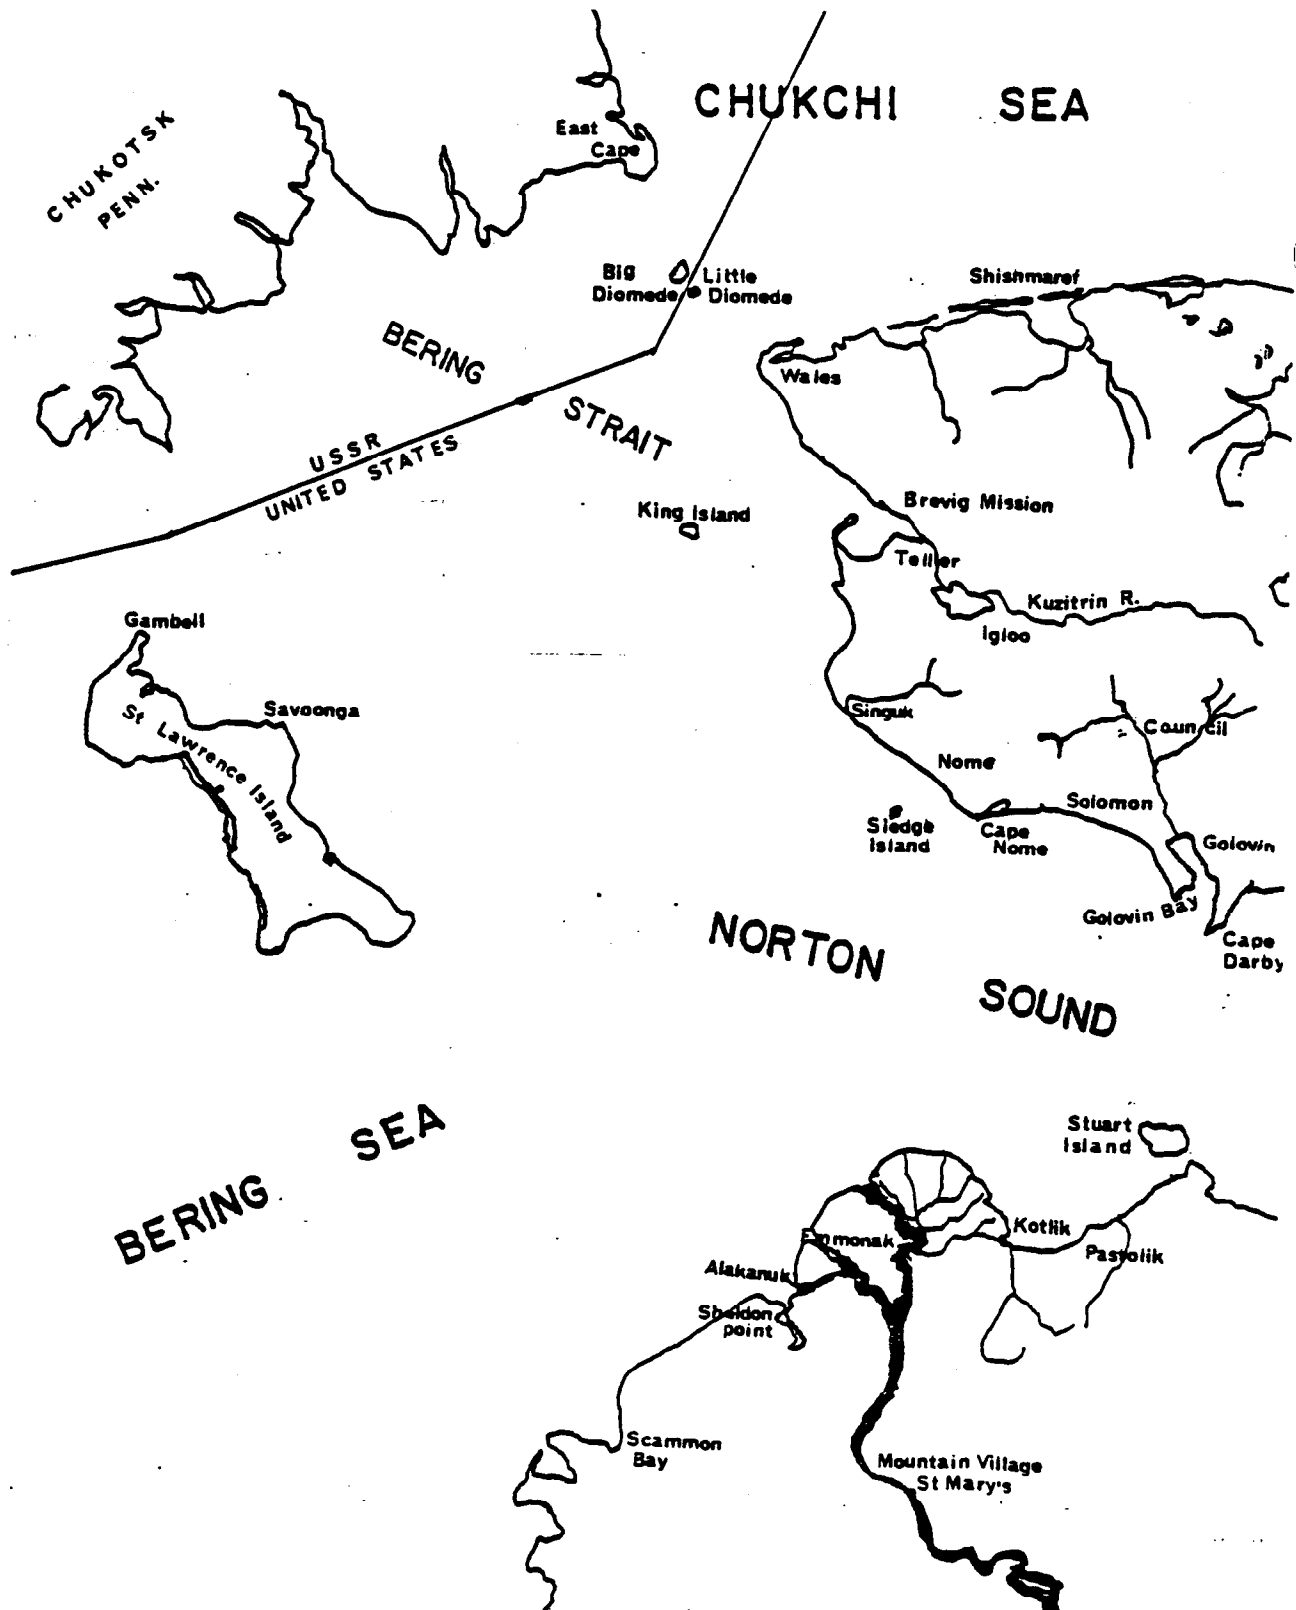 CHUKCHI SEA
East
Cape
CHUKOTSK
PENN.
Big
Diomede
Little
Diomede
Shishmaref
BERING
STRAIT
Wales
USSR
UNITED STATES
King Island
Brevig Mission
Teller
Kuzitrin R.
Igloo
Gambell
Savoonga
St Lawrence Island
Singuk
Council
Nome
Solomon
Sledge
Island
Cape
Nome
Golovin
Golovin Bay
Cape
Darby
NORTON
SOUND
BERING SEA
Stuart
Island
Kotlik
Pastolik
Emmonak
Alakanuk
Sheldon
point
Scammon
Bay
Mountain Village
St Mary's